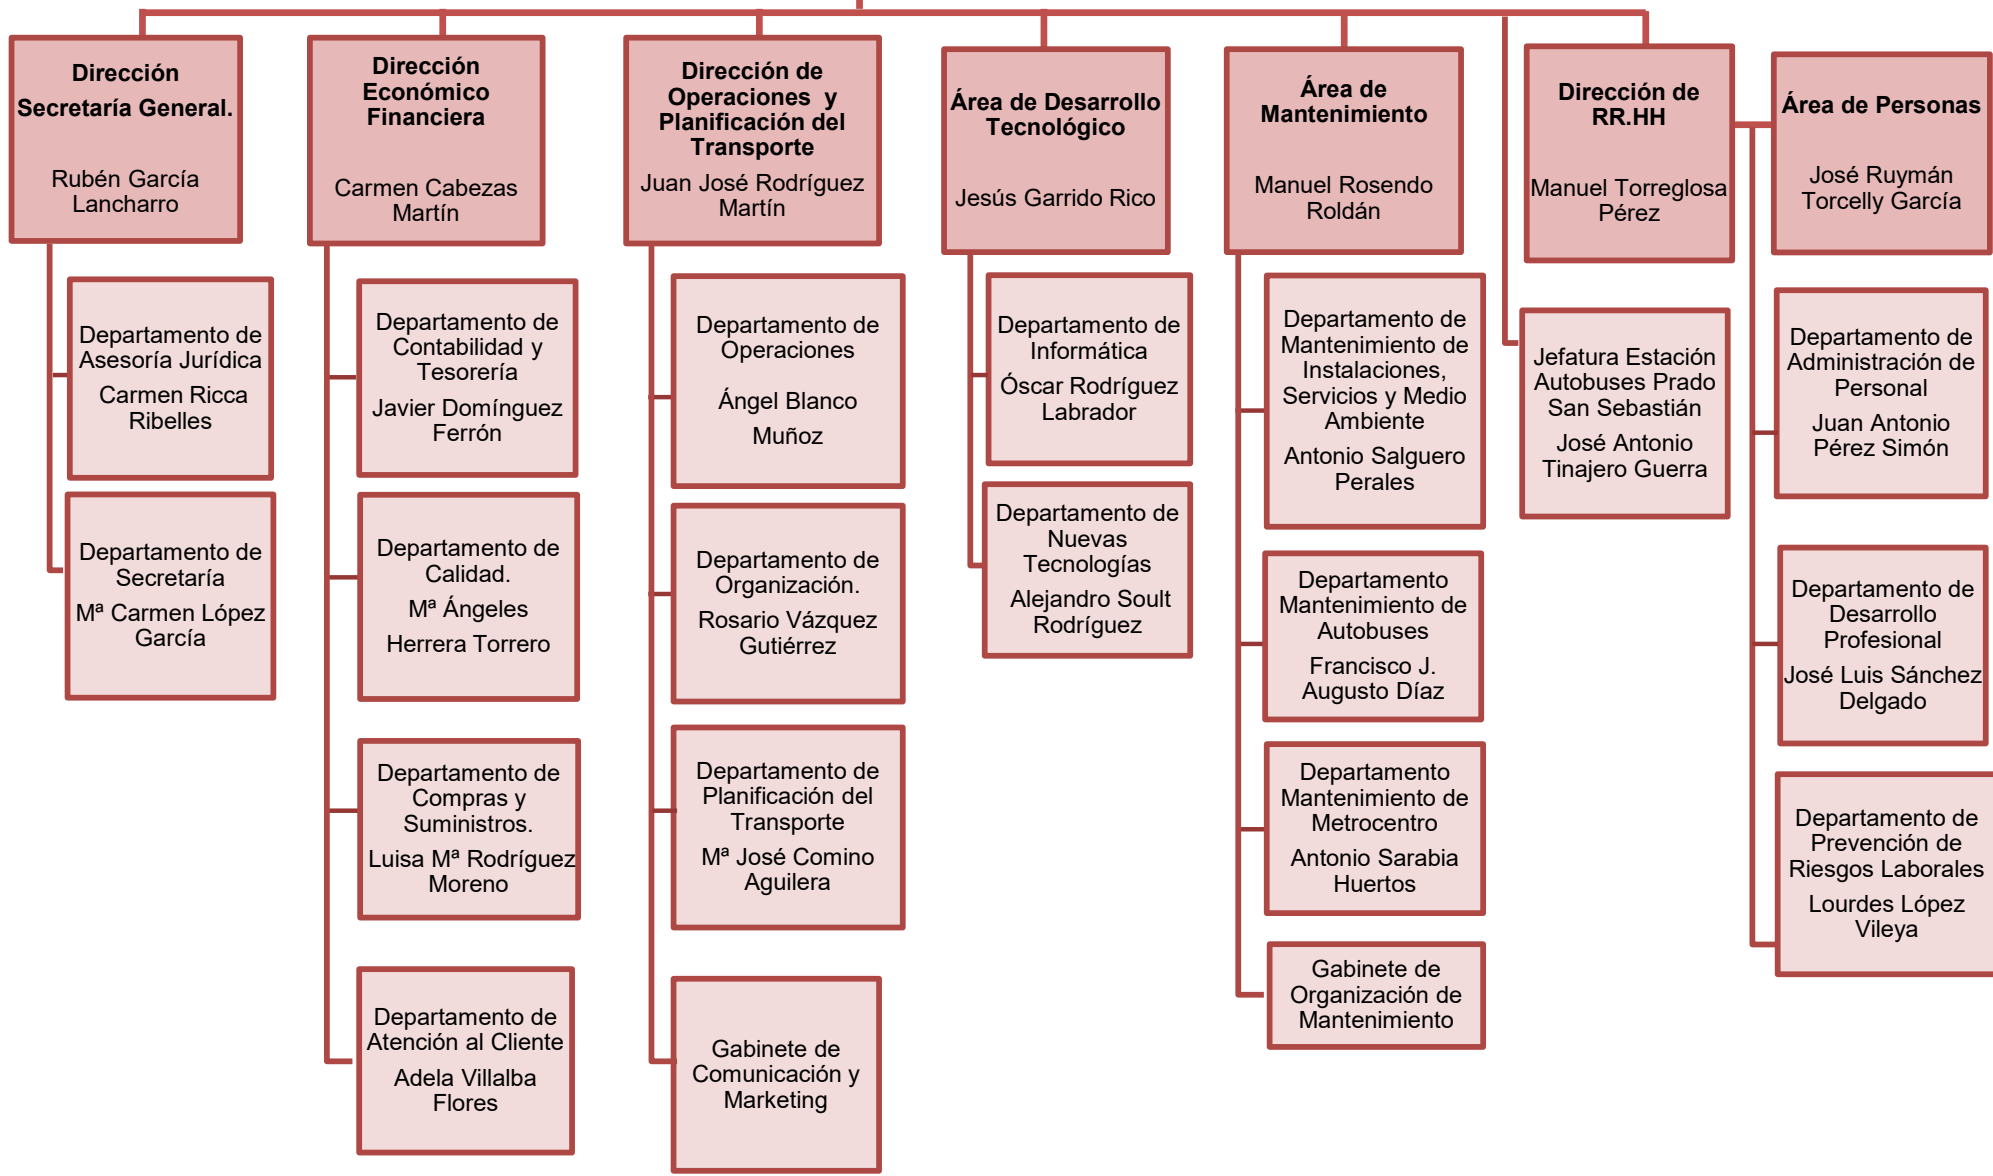 Dirección
Secretaría General.
Rubén García
Lancharro
Departamento de
Asesoría Jurídica
Carmen Ricca
Ribelles
Departamento de
Secretaría
Mª Carmen López
García
Dirección
Económico
Financiera
Carmen Cabezas
Martín
Departamento de
Contabilidad y
Tesorería
Javier Domínguez
Ferrón
Departamento de
Calidad.
Mª Ángeles
Herrera Torrero
Departamento de
Compras y
Suministros.
Luisa Mª Rodríguez
Moreno
Departamento de
Atención al Cliente
Adela Villalba
Flores
Dirección de
Operaciones y
Planificación del
Transporte
Juan José Rodríguez
Martín
Departamento de
Operaciones
Ángel Blanco
Muñoz
Departamento de
Organización.
Rosario Vázquez
Gutiérrez
Departamento de
Planificación del
Transporte
Mª José Comino
Aguilera
Gabinete de
Comunicación y
Marketing
Área de Desarrollo
Tecnológico
Jesús Garrido Rico
Departamento de
Informática
Óscar Rodríguez
Labrador
Departamento de
Nuevas
Tecnologías
Alejandro Soult
Rodríguez
Área de
Mantenimiento
Manuel Rosendo
Roldán
Departamento de
Mantenimiento de
Instalaciones,
Servicios y Medio
Ambiente
Antonio Salguero
Perales
Departamento
Mantenimiento de
Autobuses
Francisco J.
Augusto Díaz
Departamento
Mantenimiento de
Metrocentro
Antonio Sarabia
Huertos
Gabinete de
Organización de
Mantenimiento
Dirección de
RR.HH
Manuel Torreglosa
Pérez
Jefatura Estación
Autobuses Prado
San Sebastián
José Antonio
Tinajero Guerra
Área de Personas
José Ruymán
Torcelly García
Departamento de
Administración de
Personal
Juan Antonio
Pérez Simón
Departamento de
Desarrollo
Profesional
José Luis Sánchez
Delgado
Departamento de
Prevención de
Riesgos Laborales
Lourdes López
Vileya